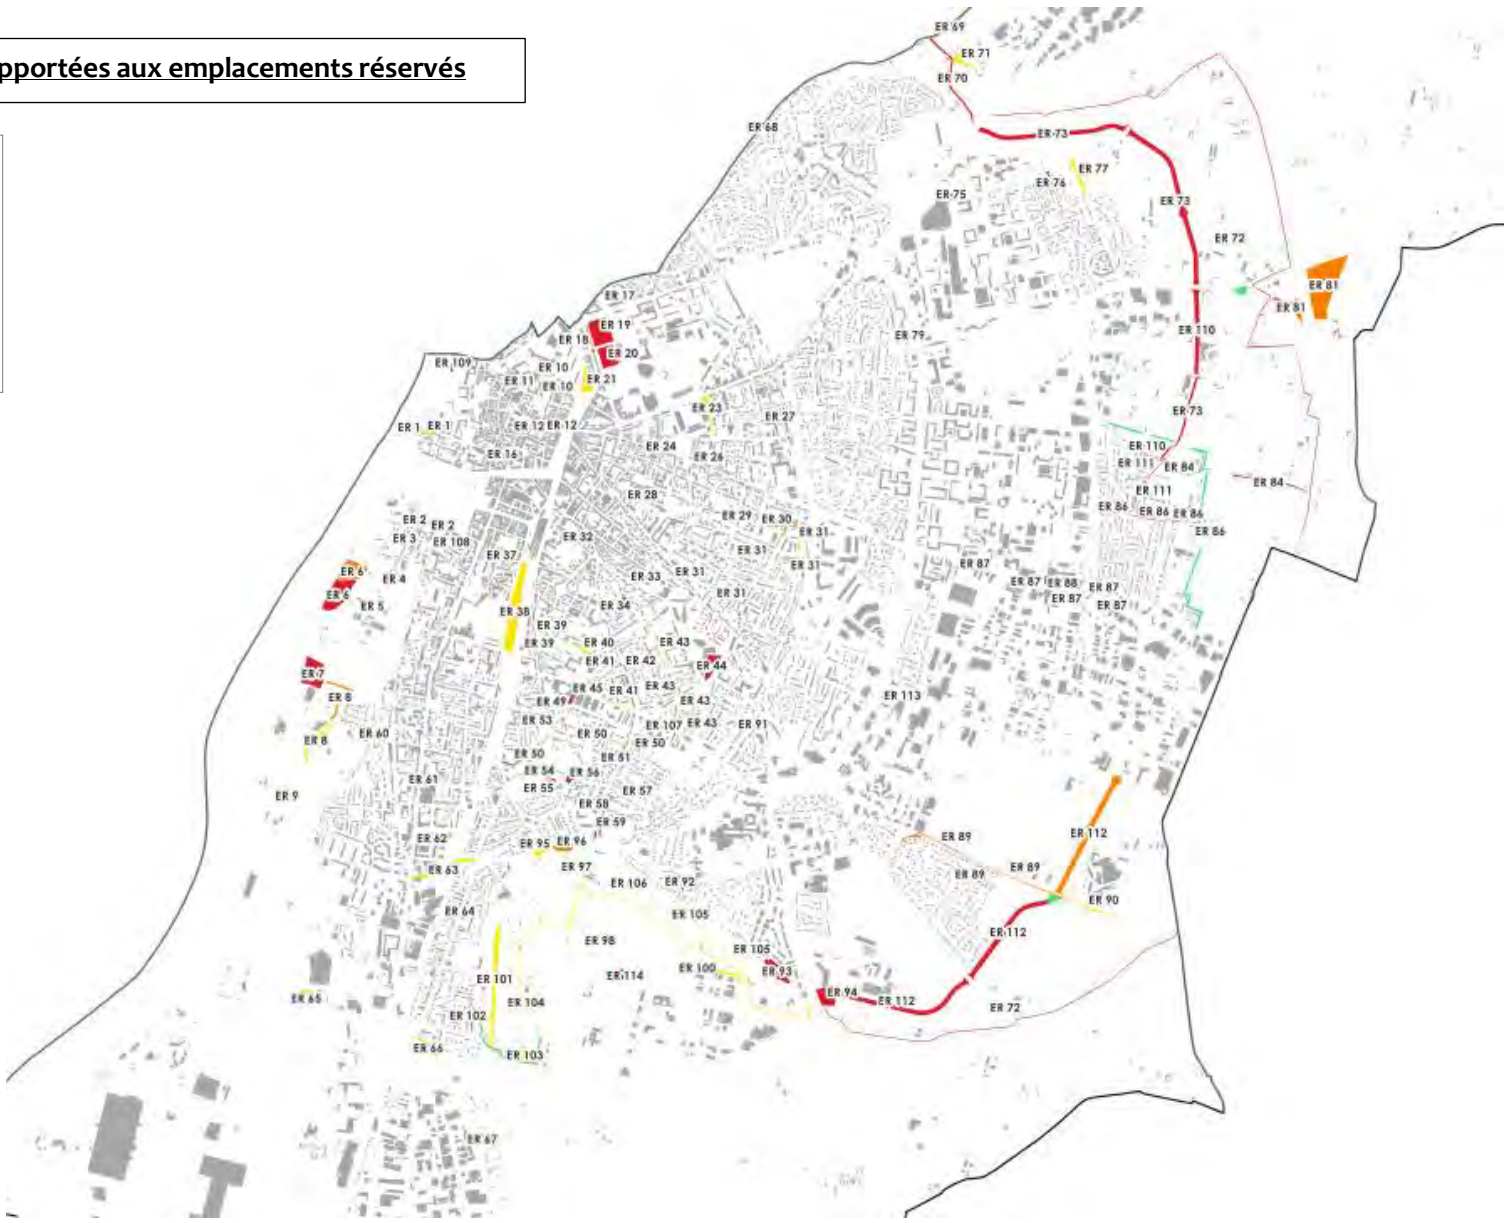 pportées aux emplacements réservés
ER 69
ER 71
ER 70
ER 68
ER 73
ER 77
ER 76
ER 75
ER 73
ER 72
ER 81
ER 17
ER 81
ER 19
ER 110
ER 79
ER 18
ER 20
ER 109
ER 10
ER 11
ER 10
ER 21
ER 23
ER 27
ER 73
ER 1
ER 1
ER 12
ER 12
ER 24
ER 110
ER 16
ER 26
ER 111
ER 84
ER 84
ER 28
ER 111
ER 86
ER 86
ER 86
ER 29
ER 30
ER 2
ER 2
ER 31
ER 86
ER 3
ER 108
ER 32
ER 37
ER 31
ER 31
ER 87
ER 6
ER 4
ER 33
ER 31
ER 87
ER 88
ER 87
ER 6
ER 5
ER 34
ER 31
ER 87
ER 87
ER 38
ER 39
ER 39
ER 40
ER 43
ER 41
ER 42
ER 44
ER 7
ER 8
ER 45
ER 41
ER 43
ER 49
ER 43
ER 113
ER 53
ER 107
ER 43
ER 91
ER 8
ER 60
ER 50
ER 50
ER 50
ER 51
ER 54
ER 56
ER 61
ER 55
ER 57
ER 9
ER 58
ER 59
ER 62
ER 95
ER 96
ER 89
ER 112
ER 63
ER 97
ER 89
ER 89
ER 106
ER 92
ER 90
ER 64
ER 105
ER 98
ER 112
ER 105
ER 101
ER 114
ER 100
ER 93
ER 65
ER 104
ER 94
ER 112
ER 72
ER 102
ER 66
ER 103
ER 67